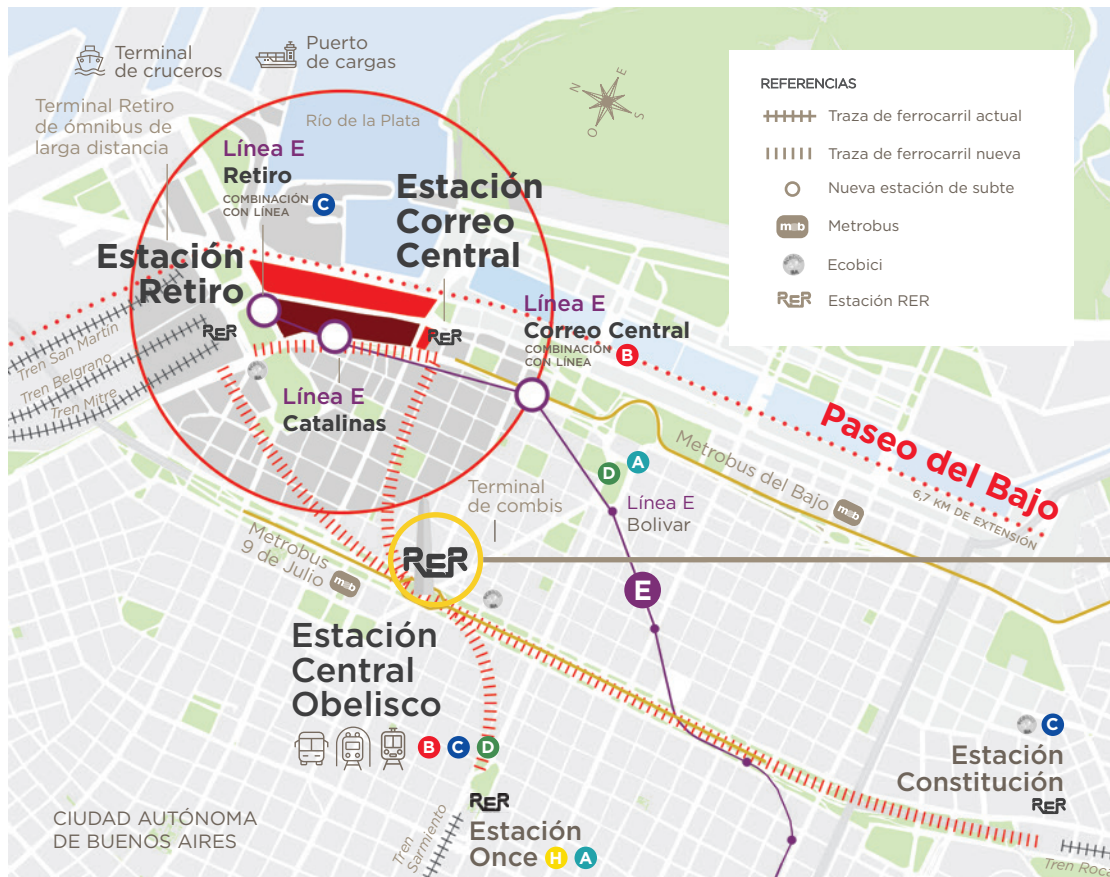 Terminal
de cruceros
Puerto
de cargas
Terminal Retiro
de ómnibus de
larga distancia
Río de la Plata
N
E
S
O
Línea E
Retiro
COMBINACIÓN
CON LÍNEA
C
Estación
Correo
Central
Estación
Retiro
RER
RER
Línea E
Correo Central
COMBINACIÓN
CON LÍNEA
B
Línea E
Catalinas
Tren San Martín
Tren Belgrano
Tren Mitre
REFERENCIAS
Traza de ferrocarril actual
Traza de ferrocarril nueva
Nueva estación de subte
mb
Metrobus
Ecobici
RER
Estación RER
Paseo del Bajo
6,7 KM DE EXTENSIÓN
Metrobus del Bajo
mb
D
A
Línea E
Bolivar
Terminal
de combis
RER
E
Metrobus
9 de Julio
mb
Estación
Central
Obelisco
B
C
D
C
Estación
Constitución
RER
Tren Roca
RER
Estación
Once
H
A
Tren
Sarmiento
CIUDAD AUTÓNOMA
DE BUENOS AIRES